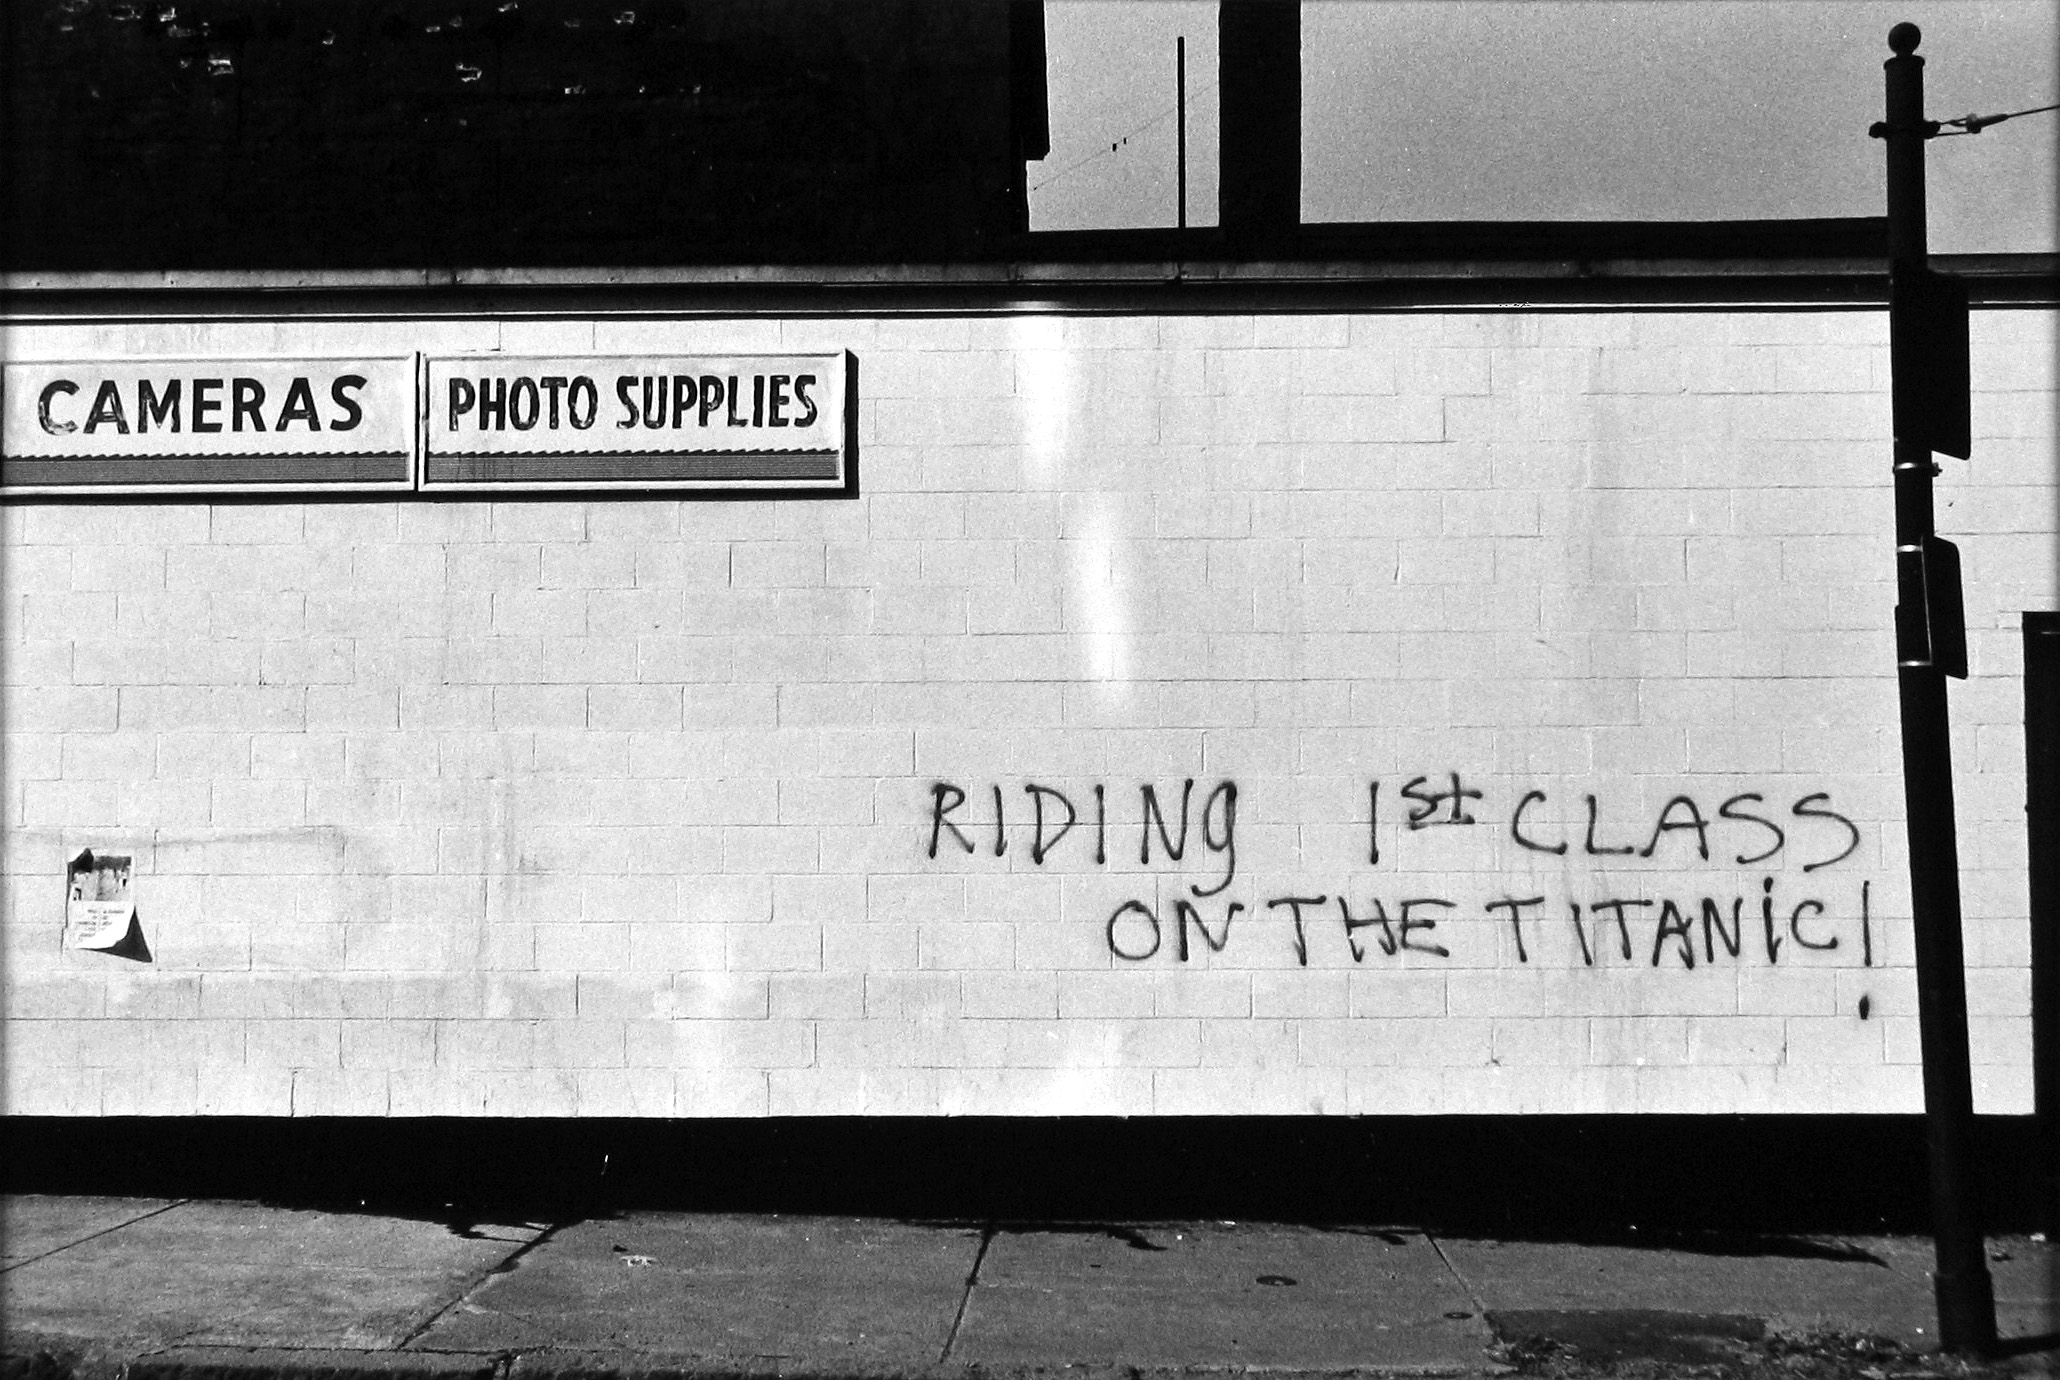 CAMERAS PHOTO SUPPLIES
RIDINg 1st CLASS
ON THE TITANiC!